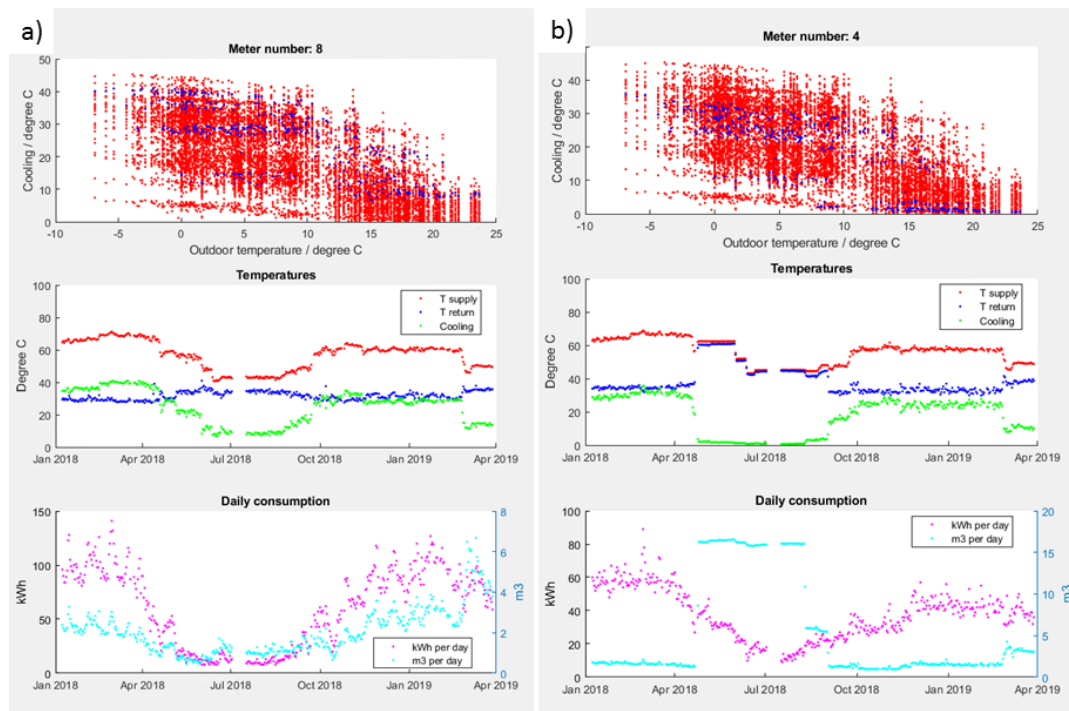 a)
Meter number: 8
50
40
30
20
10
0
Cooling / degree C
-10 -5 0 5 10 15 20 25
Outdoor temperature / degree C
Temperatures
100
80
60
40
20
0
Degree C
T supply
T return
Cooling
Jan 2018 Apr 2018 Jul 2018 Oct 2018 Jan 2019 Apr 2019
Daily consumption
150
100
50
0
kWh
8
6
4
2
0
m3
kWh per day
m3 per day
Jan 2018 Apr 2018 Jul 2018 Oct 2018 Jan 2019 Apr 2019
b)
Meter number: 4
40
30
20
10
0
Cooling / degree C
-10 -5 0 5 10 15 20 25
Outdoor temperature / degree C
Temperatures
100
80
60
40
20
0
Degree C
T supply
T return
Cooling
Jan 2018 Apr 2018 Jul 2018 Oct 2018 Jan 2019 Apr 2019
Daily consumption
100
80
60
40
20
0
kWh
20
15
10
5
0
m3
kWh per day
m3 per day
Jan 2018 Apr 2018 Jul 2018 Oct 2018 Jan 2019 Apr 2019